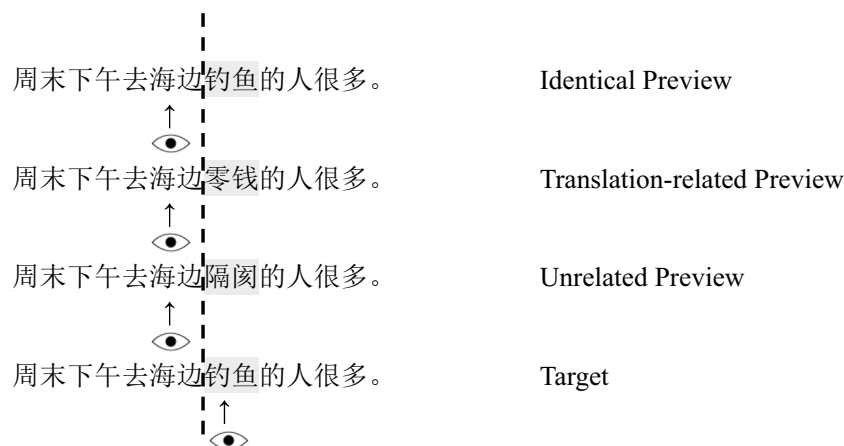 周末下午去海边钓鱼的人很多。 Identical Preview
周末下午去海边零钱的人很多。 Translation-related Preview
周末下午去海边隔阂的人很多。 Unrelated Preview
周末下午去海边钓鱼的人很多。 Target